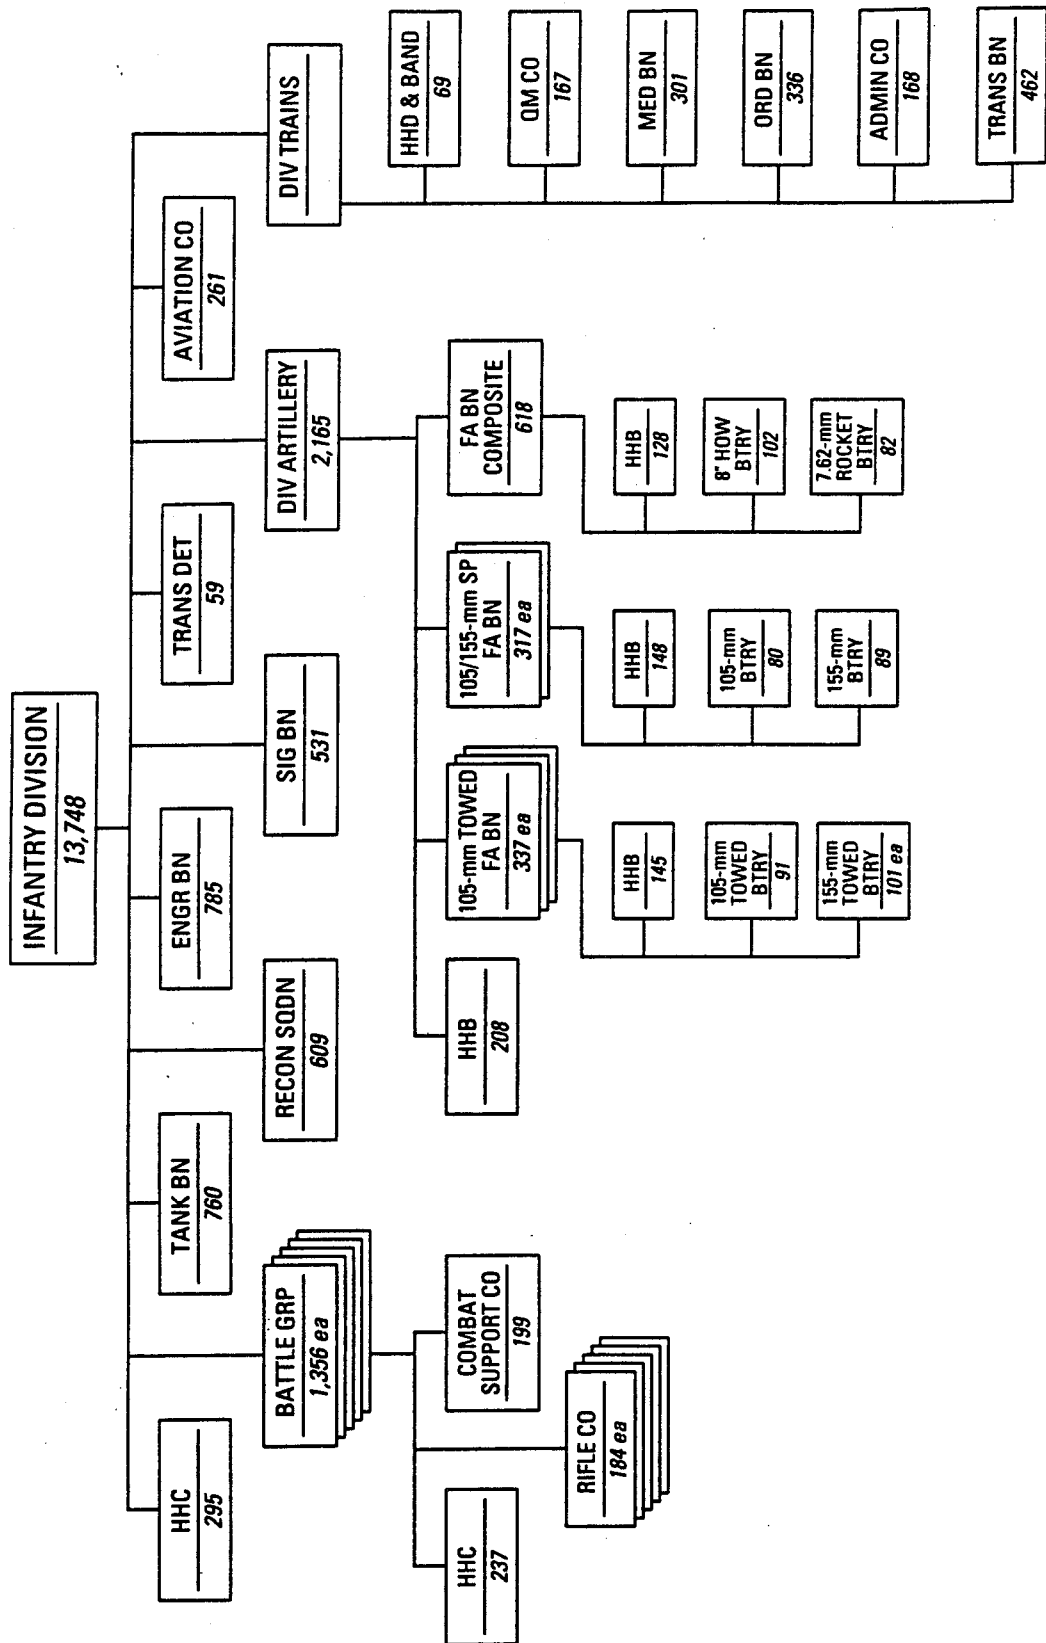 INFANTRY DIVISION
13,748
HHC
295
TANK BN
760
ENGR BN
785
TRANS DET
59
AVIATION CO
261
BATTLE GRP
1,356 ea
RECON SQDN
609
SIG BN
531
DIV ARTILLERY
2,165
DIV TRAINS
HHC
237
COMBAT
SUPPORT CO
199
RIFLE CO
184 ea
HHB
208
105-mm TOWED
FA BN
337 ea
105/155-mm SP
FA BN
317 ea
FA BN
COMPOSITE
618
HHB
145
105-mm
TOWED
BTRY
91
155-mm
TOWED
BTRY
101 ea
HHB
148
105-mm
BTRY
80
155-mm
BTRY
89
HHB
128
8" HOW
BTRY
102
7.62-mm
ROCKET
BTRY
82
HHD & BAND
69
QM CO
167
MED BN
301
ORD BN
336
ADMIN CO
168
TRANS BN
462